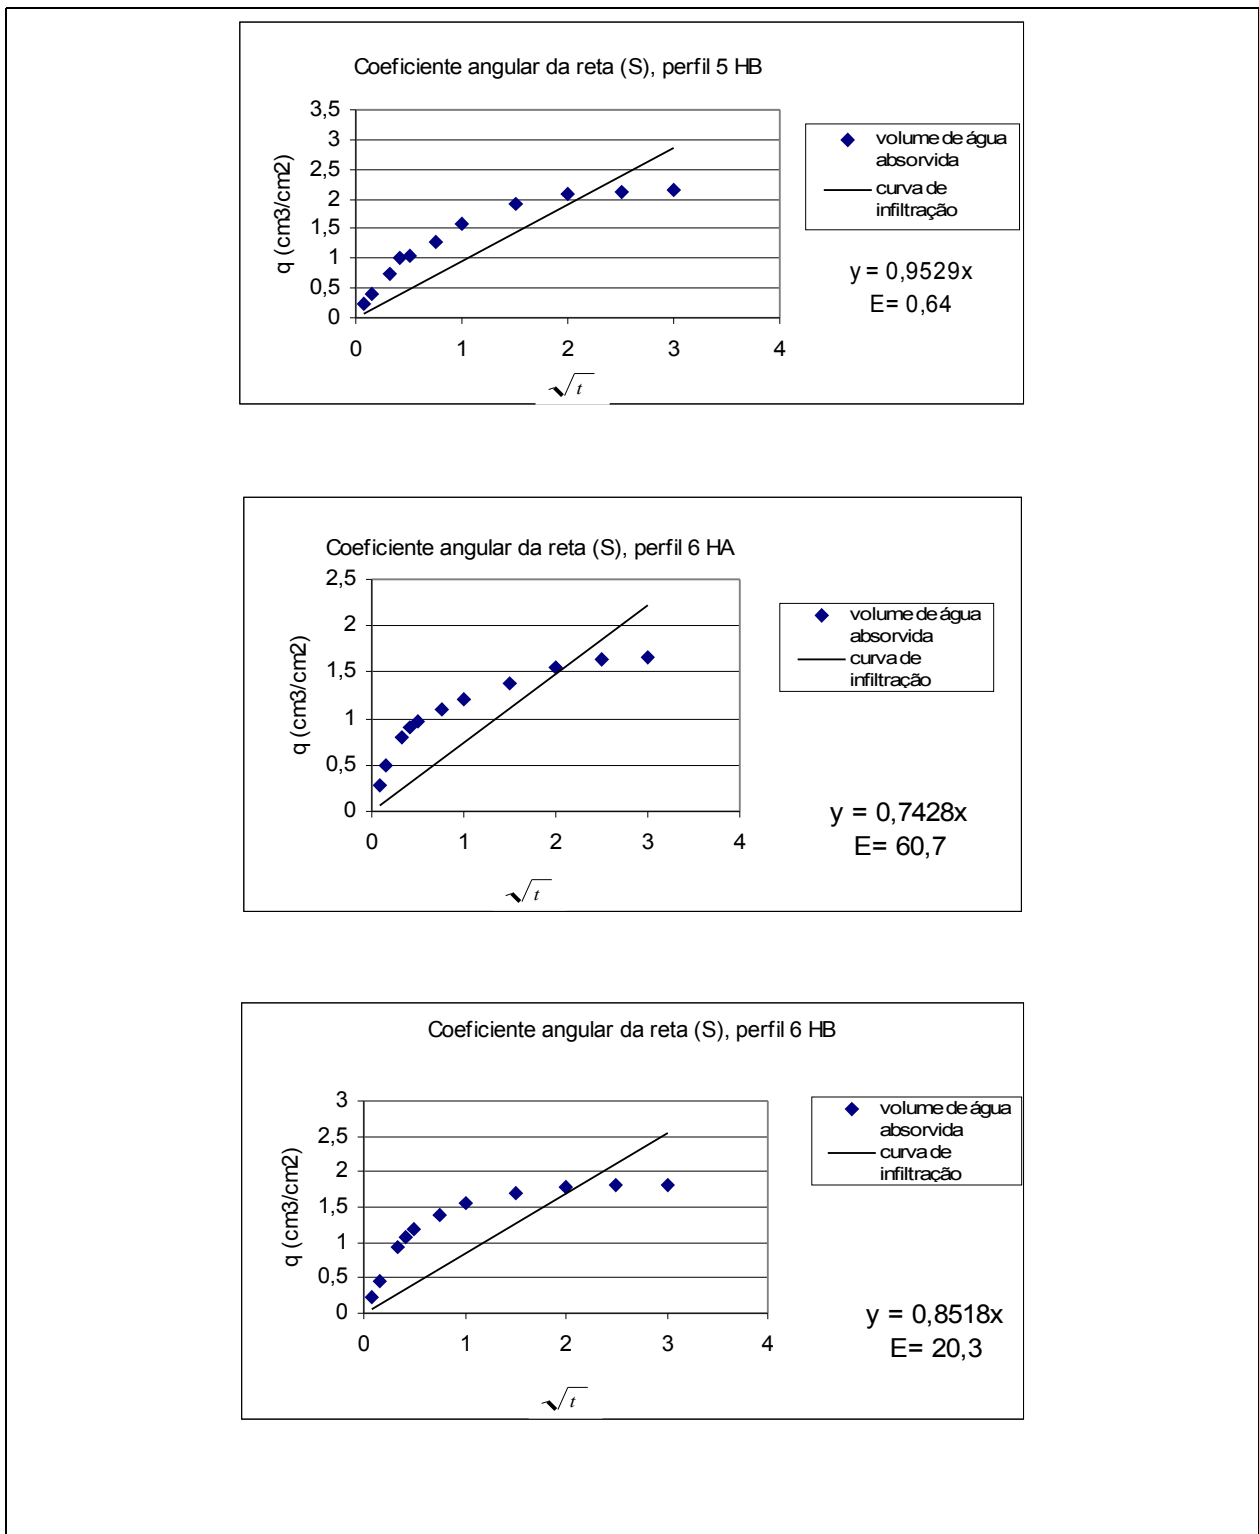 Coeficiente angular da reta (S), perfil 5 HB
3,5
3
2,5
2
1,5
1
0,5
0
q (cm3/cm2)
0 1 2 3 4
√t
volume de água
absorvida
curva de
infiltração
y = 0,9529x
E= 0,64
Coeficiente angular da reta (S), perfil 6 HA
2,5
2
1,5
1
0,5
0
q (cm3/cm2)
0 1 2 3 4
√t
volume de água
absorvida
curva de
infiltração
y = 0,7428x
E= 60,7
Coeficiente angular da reta (S), perfil 6 HB
3
2,5
2
1,5
1
0,5
0
q (cm3/cm2)
0 1 2 3 4
√t
volume de água
absorvida
curva de
infiltração
y = 0,8518x
E= 20,3